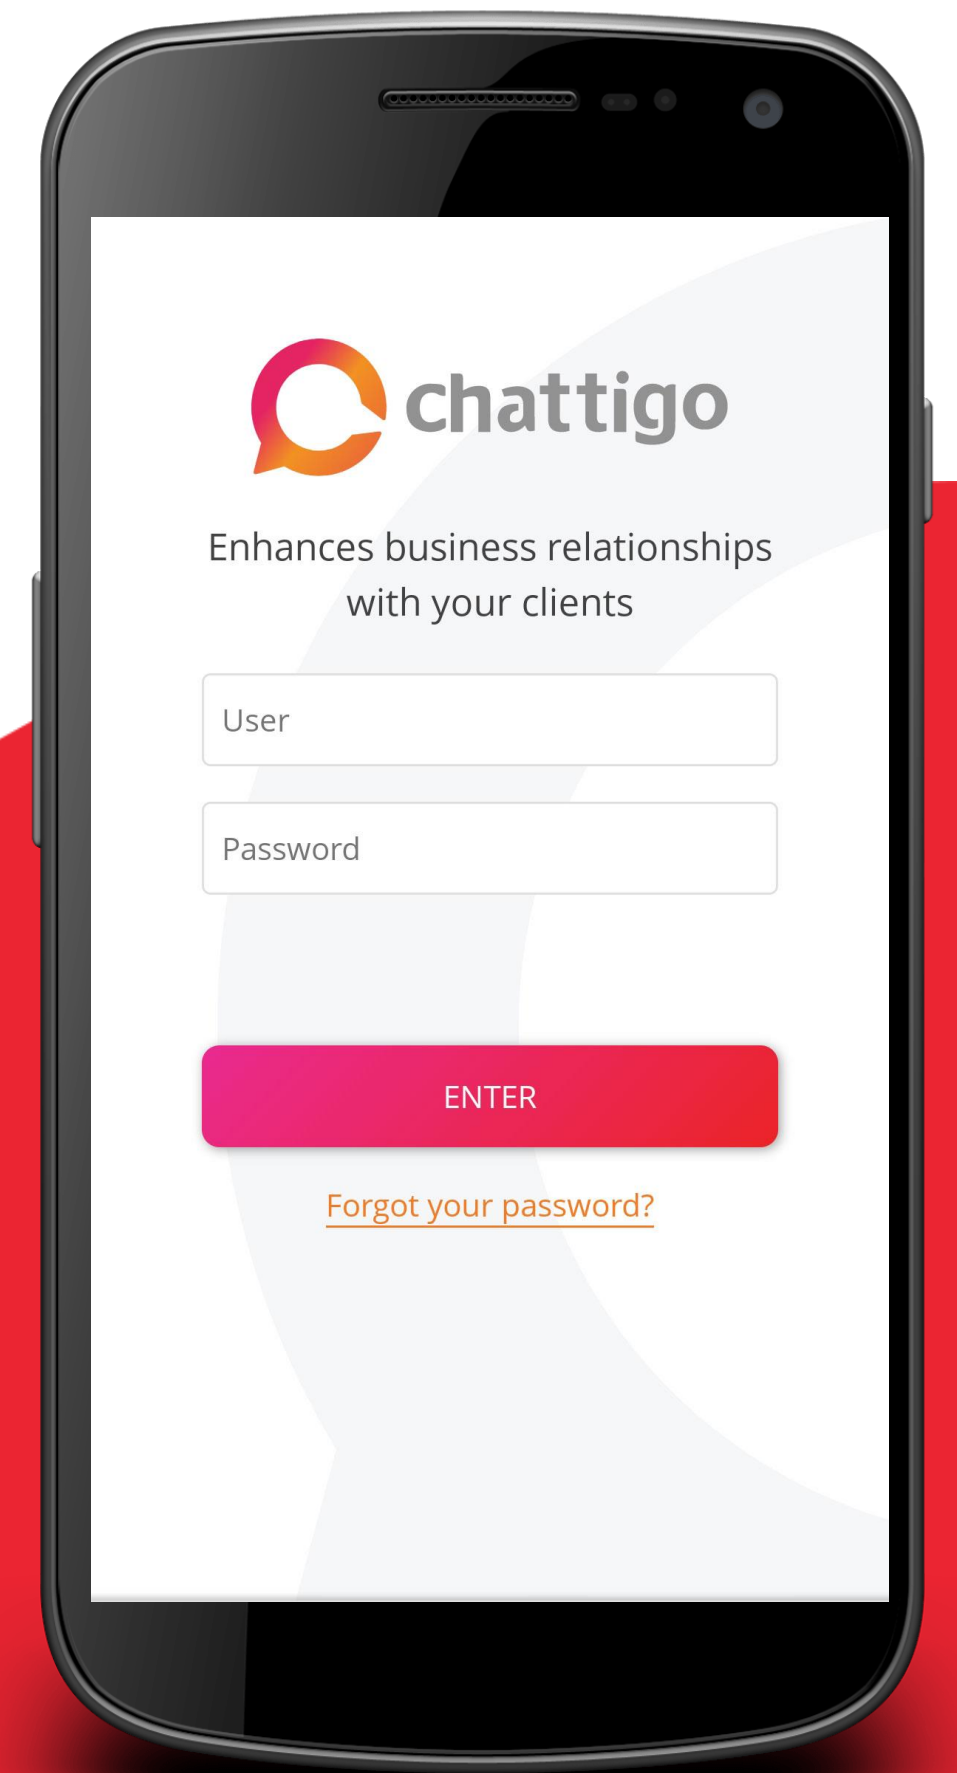 chattigo
Enhances business relationships
with your clients
User
Password
ENTER
Forgot your password?